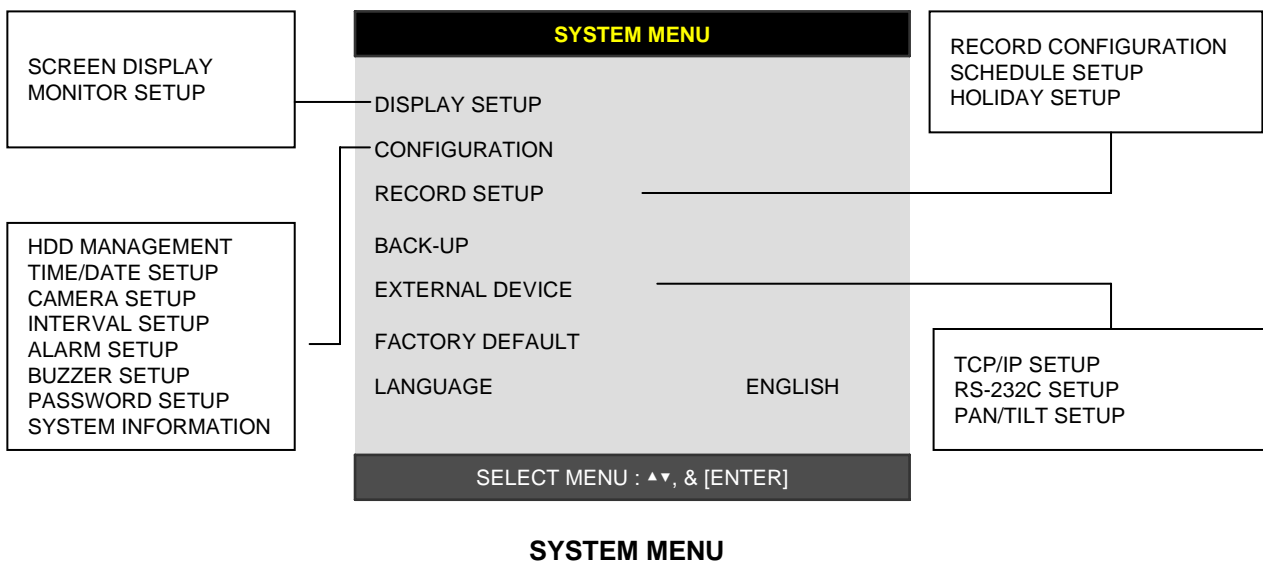 SCREEN DISPLAY
MONITOR SETUP
HDD MANAGEMENT
TIME/DATE SETUP
CAMERA SETUP
INTERVAL SETUP
ALARM SETUP
BUZZER SETUP
PASSWORD SETUP
SYSTEM INFORMATION
SYSTEM MENU
DISPLAY SETUP
CONFIGURATION
RECORD SETUP
BACK-UP
EXTERNAL DEVICE
FACTORY DEFAULT
LANGUAGE ENGLISH
SELECT MENU : ▲▼, & [ENTER]
RECORD CONFIGURATION
SCHEDULE SETUP
HOLIDAY SETUP
TCP/IP SETUP
RS-232C SETUP
PAN/TILT SETUP
SYSTEM MENU